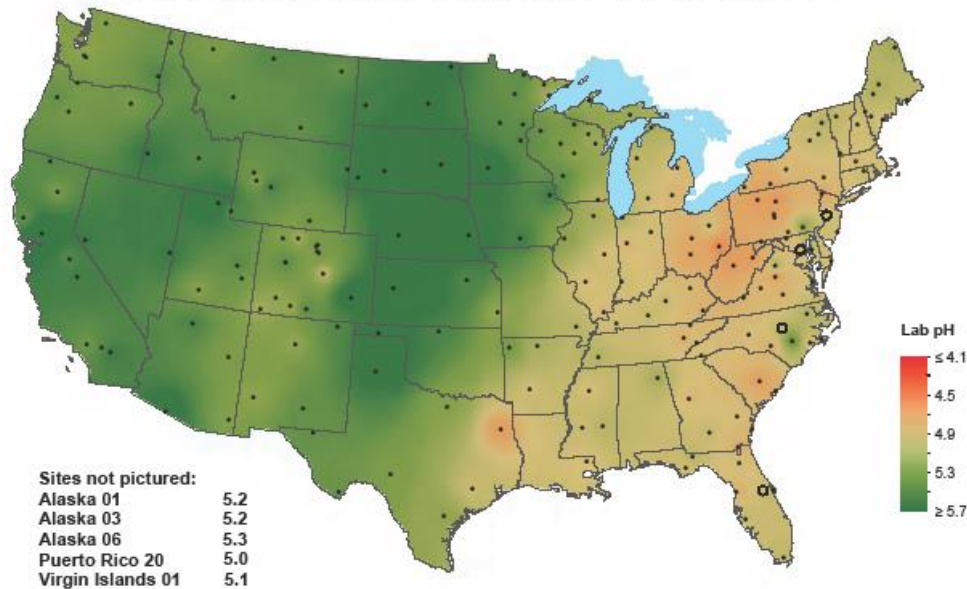 Sites not pictured:
Alaska 01 5.2
Alaska 03 5.2
Alaska 06 5.3
Puerto Rico 20 5.0
Virgin Islands 01 5.1
Lab pH
≤ 4.1
4.5
4.9
5.3
≥ 5.7